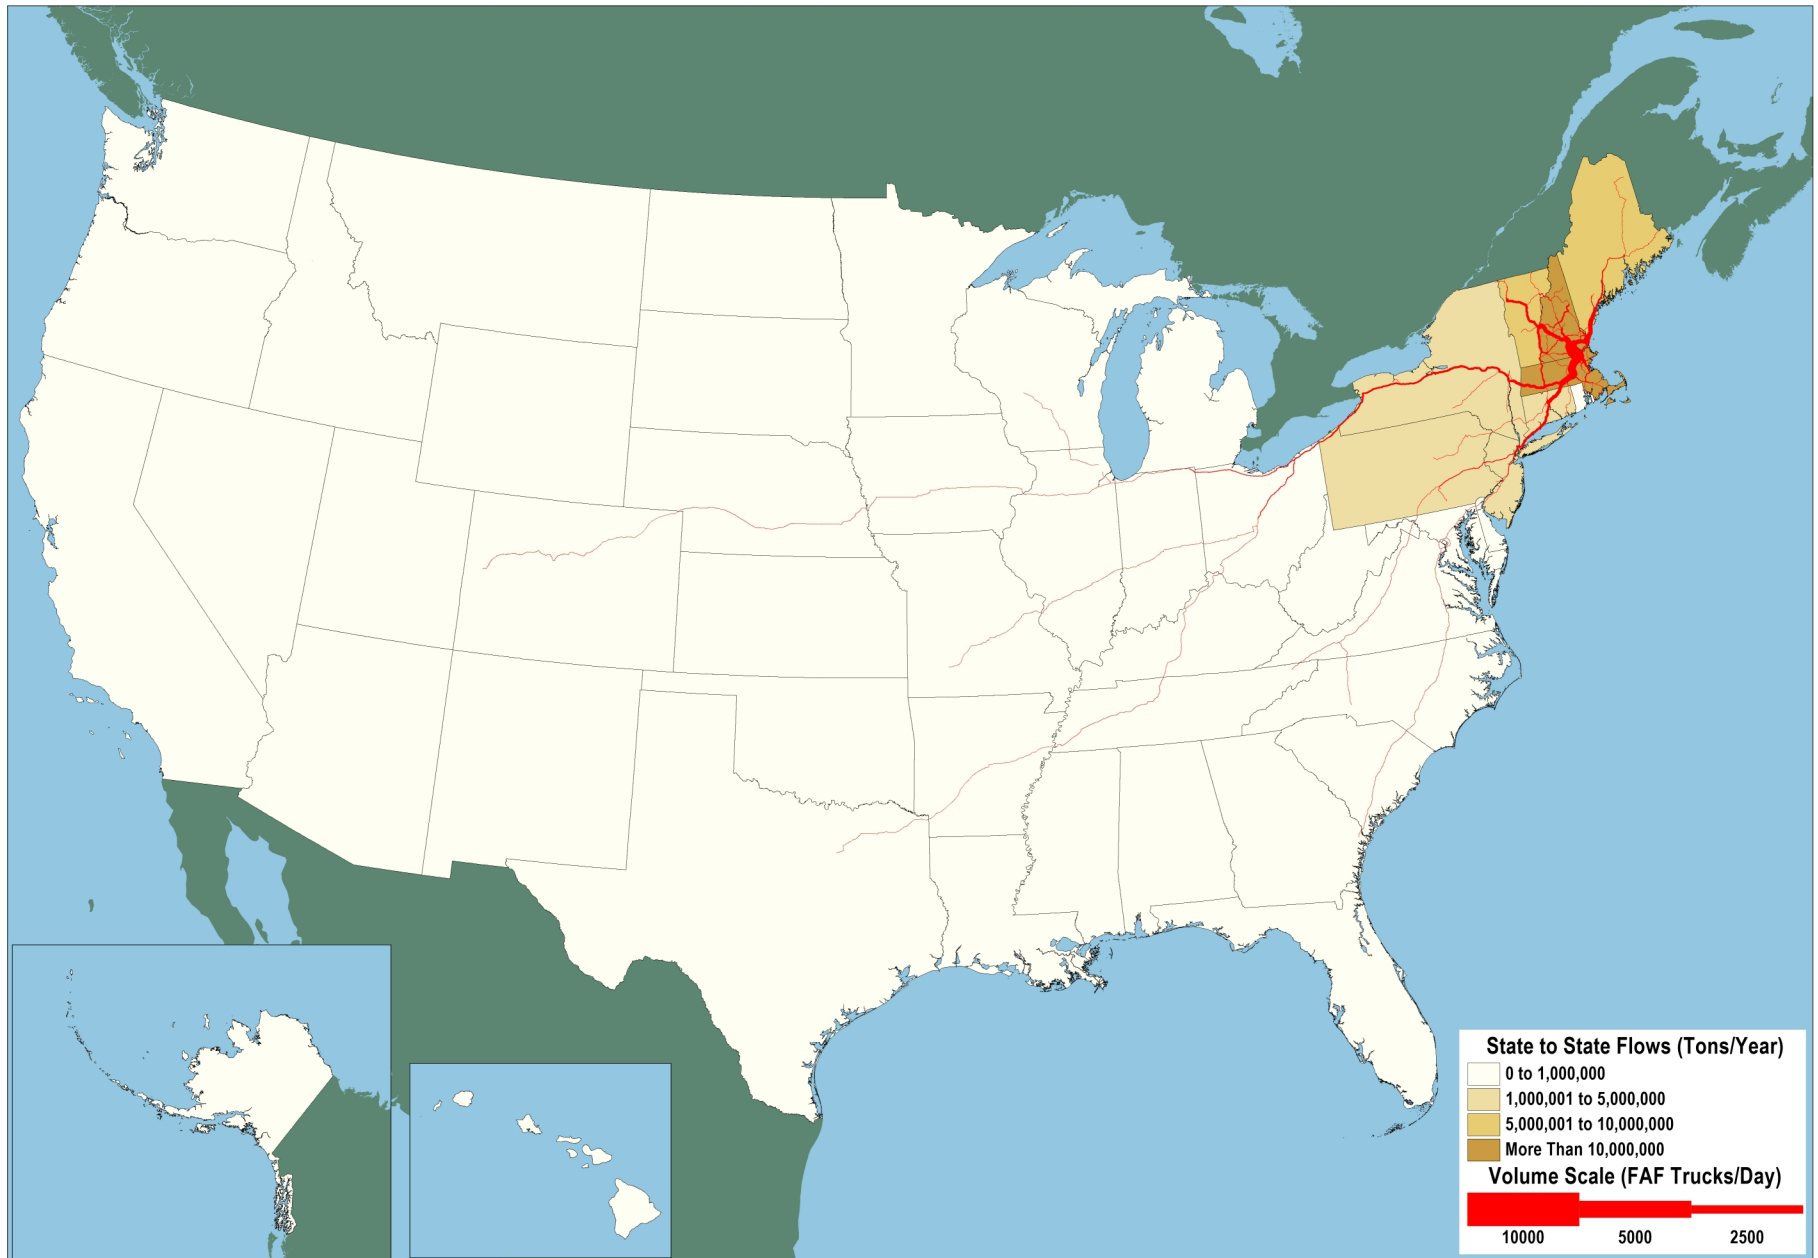 State to State Flows (Tons/Year)
0 to 1,000,000
1,000,001 to 5,000,000
5,000,001 to 10,000,000
More Than 10,000,000
Volume Scale (FAF Trucks/Day)
10000 5000 2500